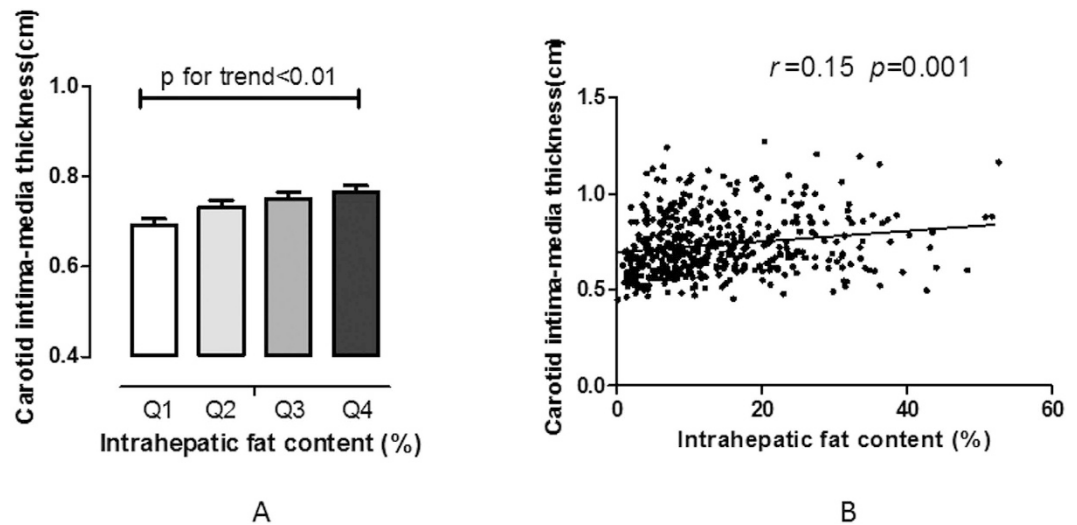 Carotid intima-media thickness(cm)
1.0
0.8
0.6
0.4
p for trend<0.01
Q1 Q2 Q3 Q4
Intrahepatic fat content (%)
A
Carotid intima-media thickness(cm)
r=0.15 p=0.001
1.5
1.0
0.5
0.0
0 20 40 60
Intrahepatic fat content (%)
B